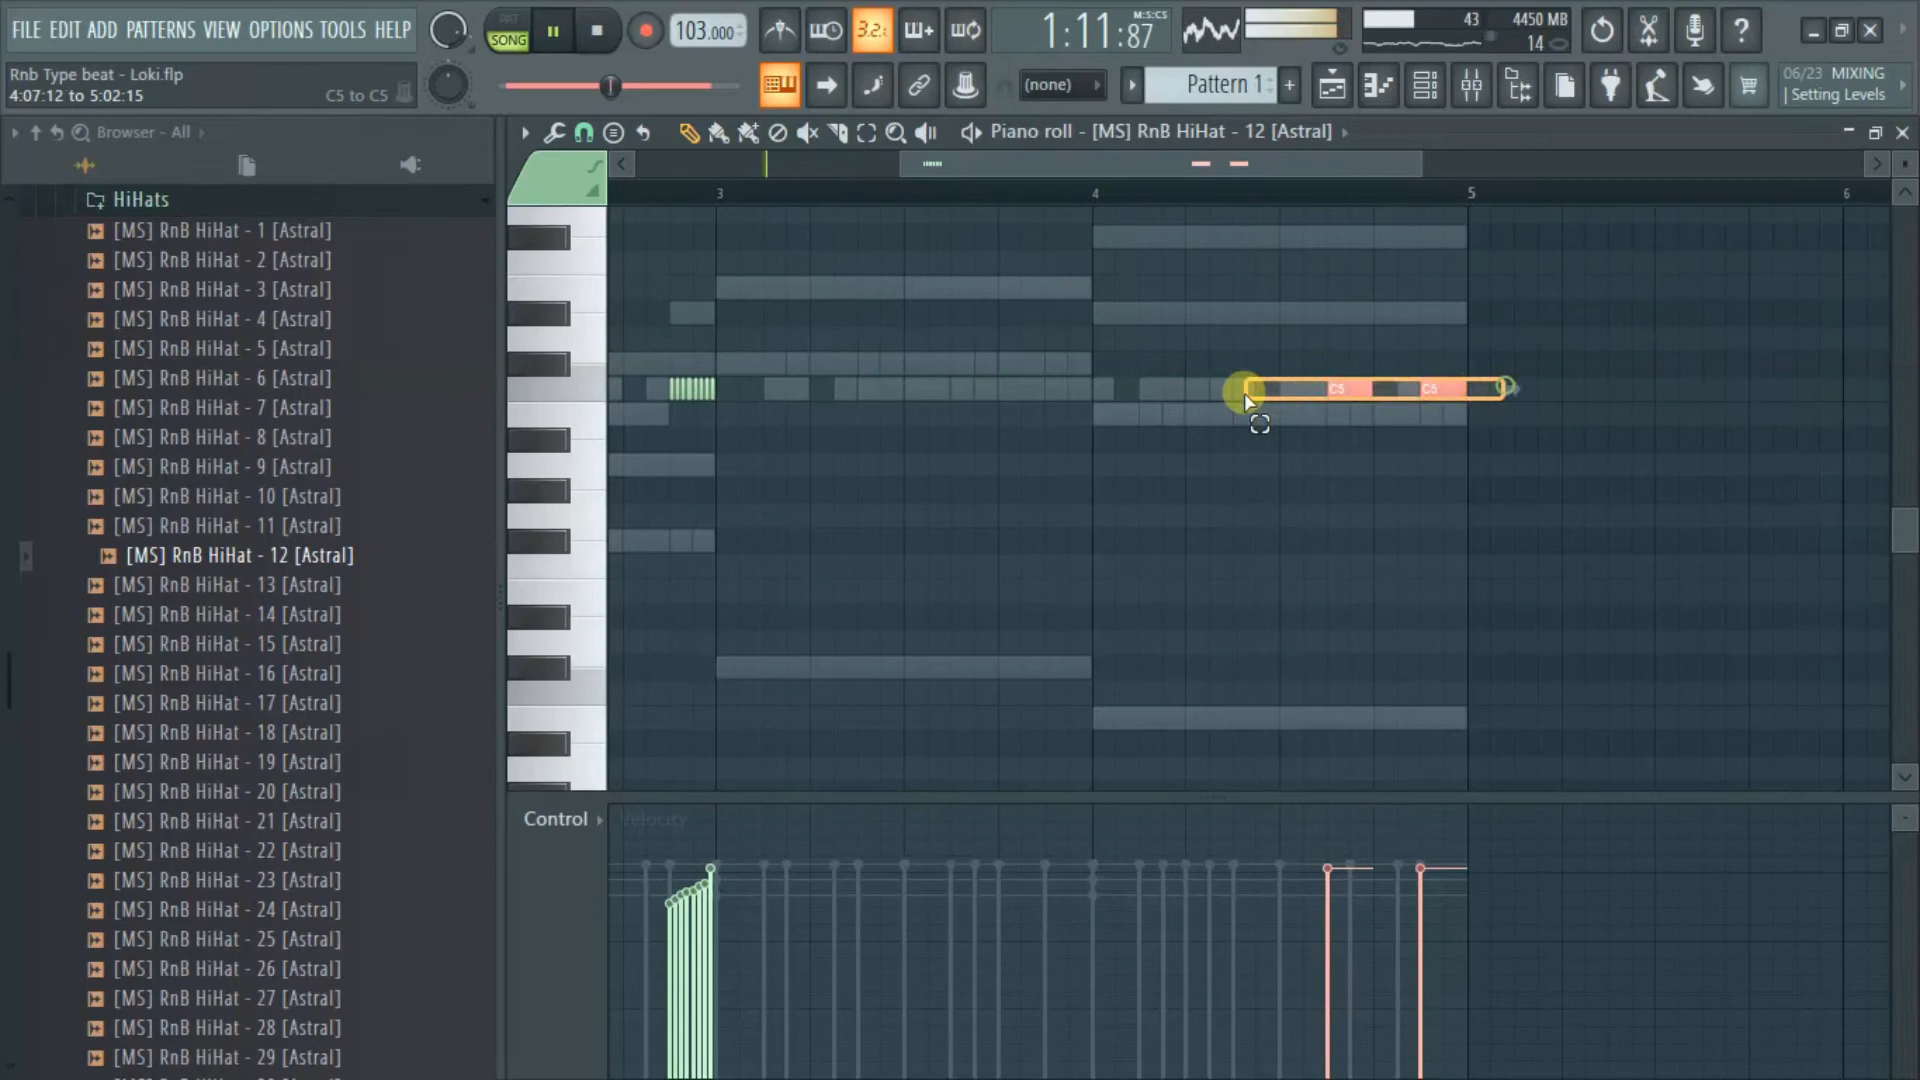 FILE EDIT ADD PATTERNS VIEW OPTIONS TOOLS HELP
PAT
SONG
103.000
3.2.
1:11:87
M:S:CS
43
4450 MB
14
Rnb Type beat - Loki.flp
4:07:12 to 5:02:15
C5 to C5
(none)
Pattern 1
06/23 MIXING
| Setting Levels
Browser - All
Piano roll - [MS] RnB HiHat - 12 [Astral]
3
4
5
6
HiHats
[MS] RnB HiHat - 1 [Astral]
[MS] RnB HiHat - 2 [Astral]
[MS] RnB HiHat - 3 [Astral]
[MS] RnB HiHat - 4 [Astral]
[MS] RnB HiHat - 5 [Astral]
[MS] RnB HiHat - 6 [Astral]
[MS] RnB HiHat - 7 [Astral]
[MS] RnB HiHat - 8 [Astral]
[MS] RnB HiHat - 9 [Astral]
[MS] RnB HiHat - 10 [Astral]
[MS] RnB HiHat - 11 [Astral]
[MS] RnB HiHat - 12 [Astral]
[MS] RnB HiHat - 13 [Astral]
[MS] RnB HiHat - 14 [Astral]
[MS] RnB HiHat - 15 [Astral]
[MS] RnB HiHat - 16 [Astral]
[MS] RnB HiHat - 17 [Astral]
[MS] RnB HiHat - 18 [Astral]
[MS] RnB HiHat - 19 [Astral]
[MS] RnB HiHat - 20 [Astral]
[MS] RnB HiHat - 21 [Astral]
[MS] RnB HiHat - 22 [Astral]
[MS] RnB HiHat - 23 [Astral]
[MS] RnB HiHat - 24 [Astral]
[MS] RnB HiHat - 25 [Astral]
[MS] RnB HiHat - 26 [Astral]
[MS] RnB HiHat - 27 [Astral]
[MS] RnB HiHat - 28 [Astral]
[MS] RnB HiHat - 29 [Astral]
C5
C5
Control
Velocity